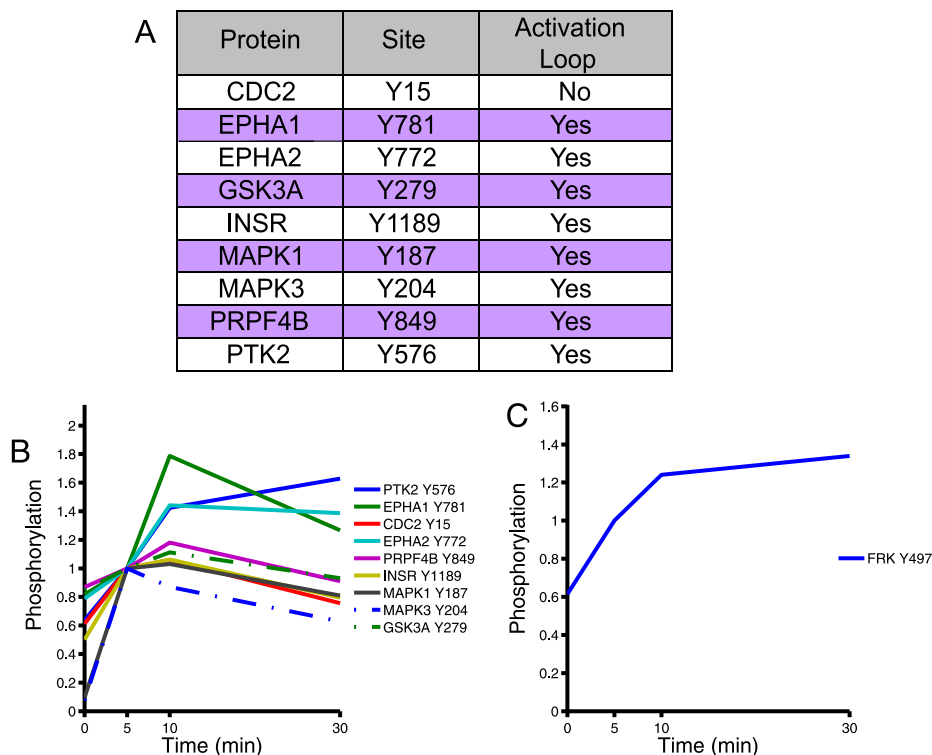 A
Protein Site Activation Loop
CDC2 Y15 No
EPHA1 Y781 Yes
EPHA2 Y772 Yes
GSK3A Y279 Yes
INSR Y1189 Yes
MAPK1 Y187 Yes
MAPK3 Y204 Yes
PRPF4B Y849 Yes
PTK2 Y576 Yes
B
Phosphorylation
2
1.8
1.6
1.4
1.2
1
0.8
0.6
0.4
0.2
0
0 5 10 30
Time (min)
PTK2 Y576
EPHA1 Y781
CDC2 Y15
EPHA2 Y772
PRPF4B Y849
INSR Y1189
MAPK1 Y187
MAPK3 Y204
GSK3A Y279
C
Phosphorylation
1.6
1.4
1.2
1
0.8
0.6
0.4
0.2
0
0 5 10 30
Time (min)
FRK Y497